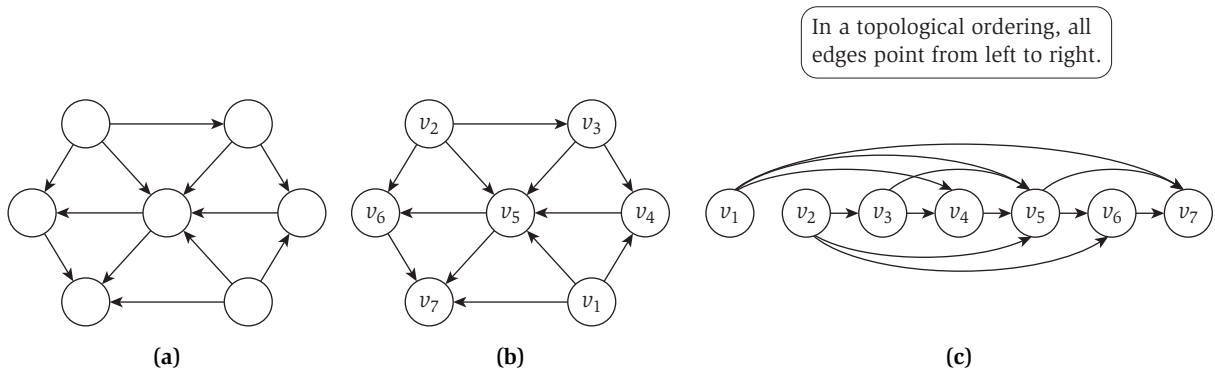 In a topological ordering, all
edges point from left to right.
v₂ v₃
v₆ v₅ v₄
v₇ v₁
v₁ v₂ v₃ v₄ v₅ v₆ v₇
(a) (b) (c)